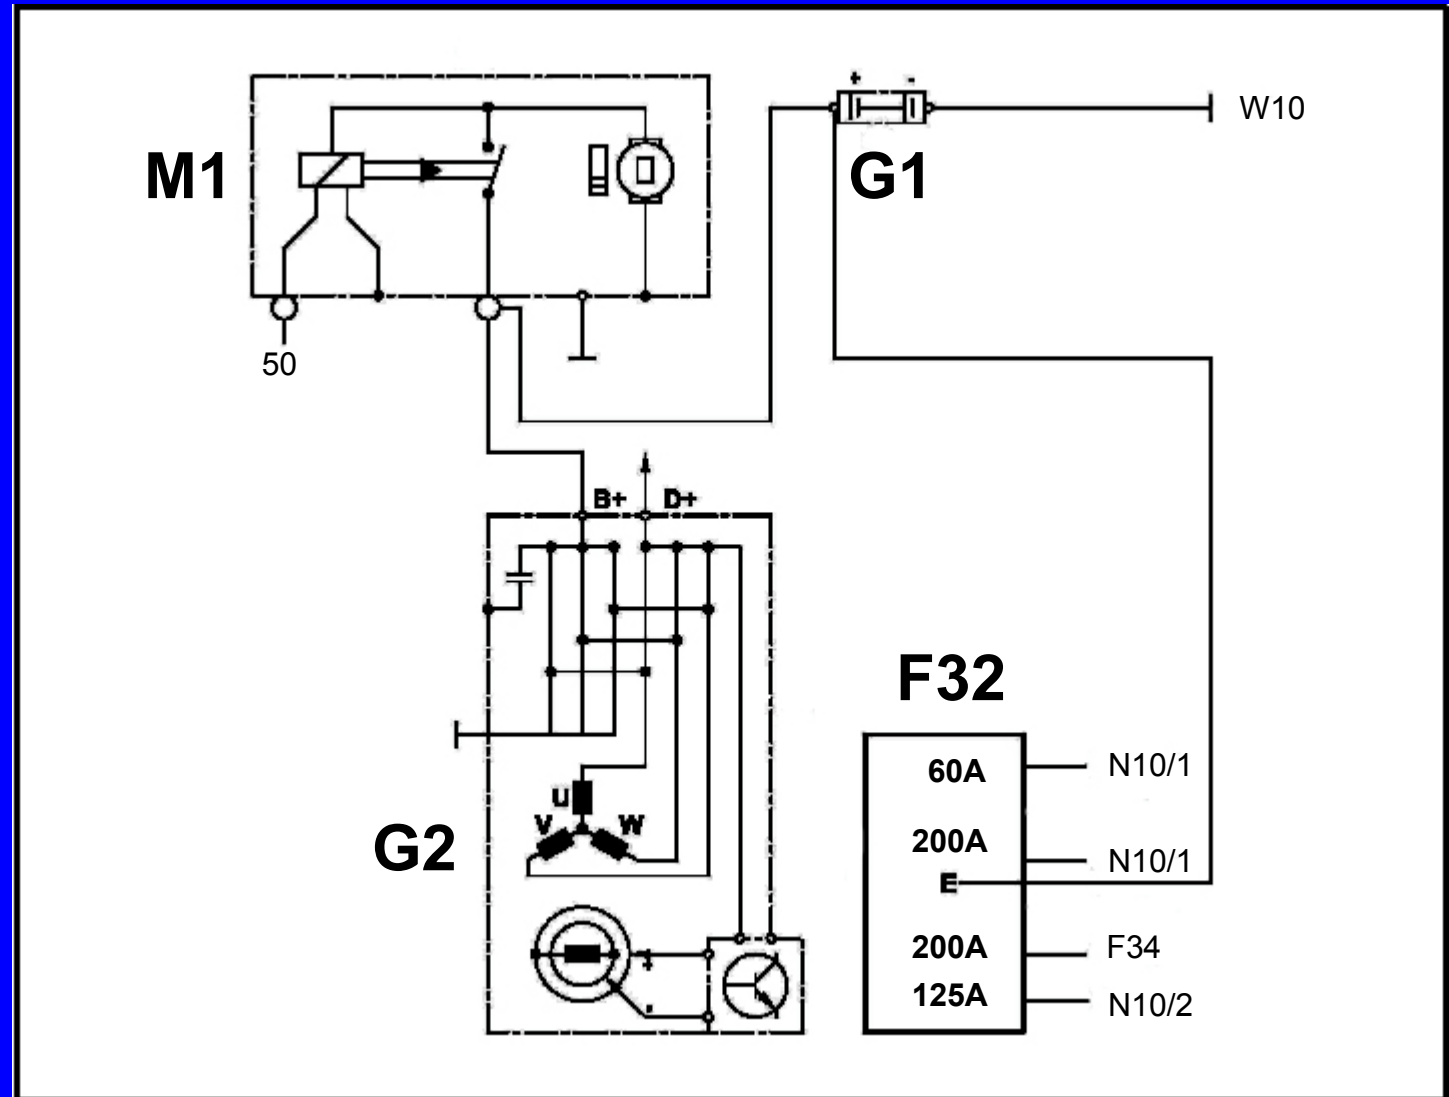 + -
W10
M1
G1
50
B+ D+
F32
60A N10/1
U
V W
200A N10/1
G2
E
200A F34
+
125A N10/2
-